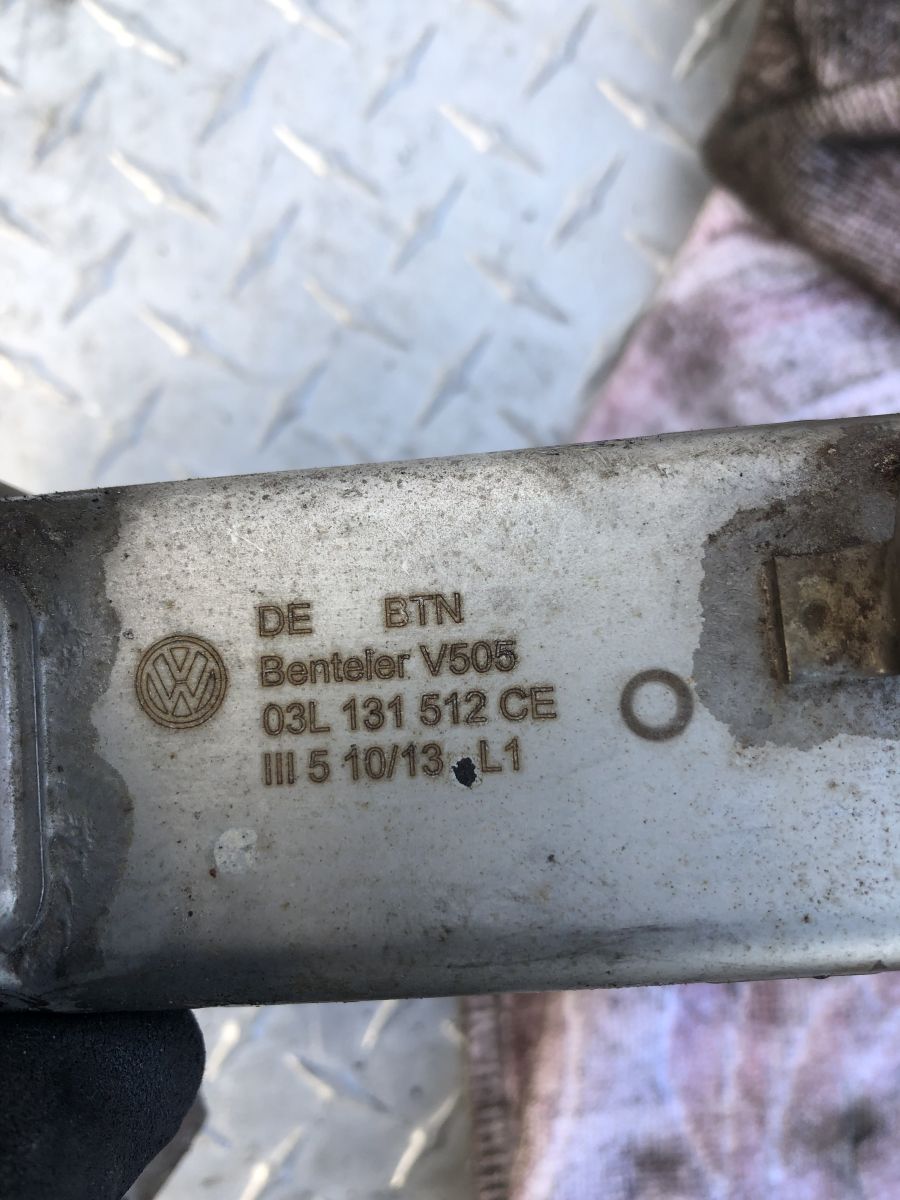 DE BTN
Benteler V505
03L 131 512 CE
III 5 10/13 L1